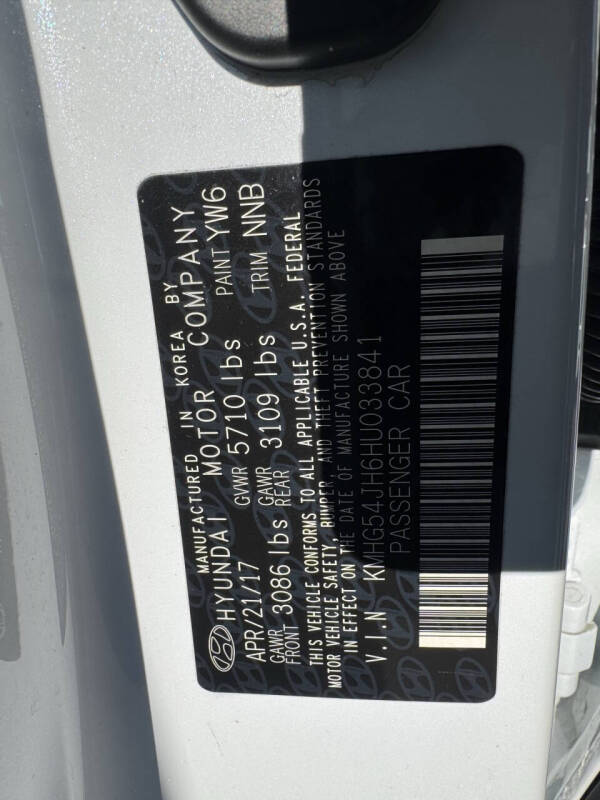 MANUFACTURED IN KOREA BY
HYUNDAI MOTOR COMPANY
APR/21/17 GVWR 5710 lbs PAINT YW6
GAWR FRONT 3086 lbs GAWR REAR 3109 lbs TRIM NNB
THIS VEHICLE CONFORMS TO ALL APPLICABLE U.S.A. FEDERAL
MOTOR VEHICLE SAFETY, BUMPER, AND THEFT PREVENTION STANDARDS
IN EFFECT ON THE DATE OF MANUFACTURE SHOWN ABOVE
V.I.N KMHG54JH6HU033841
PASSENGER CAR